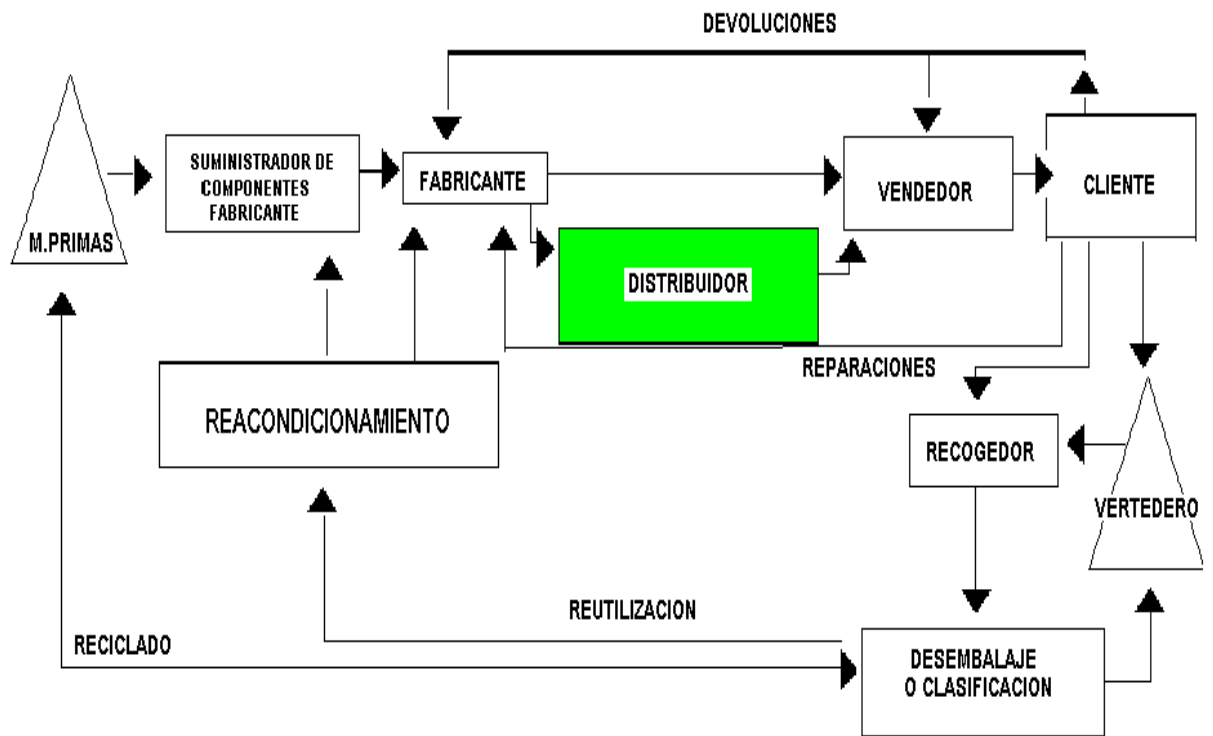 DEVOLUCIONES
M.PRIMAS
SUMINISTRADOR DE
COMPONENTES
FABRICANTE
FABRICANTE
VENDEDOR
CLIENTE
DISTRIBUIDOR
REPARACIONES
REACONDICIONAMIENTO
RECOGEDOR
VERTEDERO
REUTILIZACION
RECICLADO
DESEMBALAJE
O CLASIFICACION